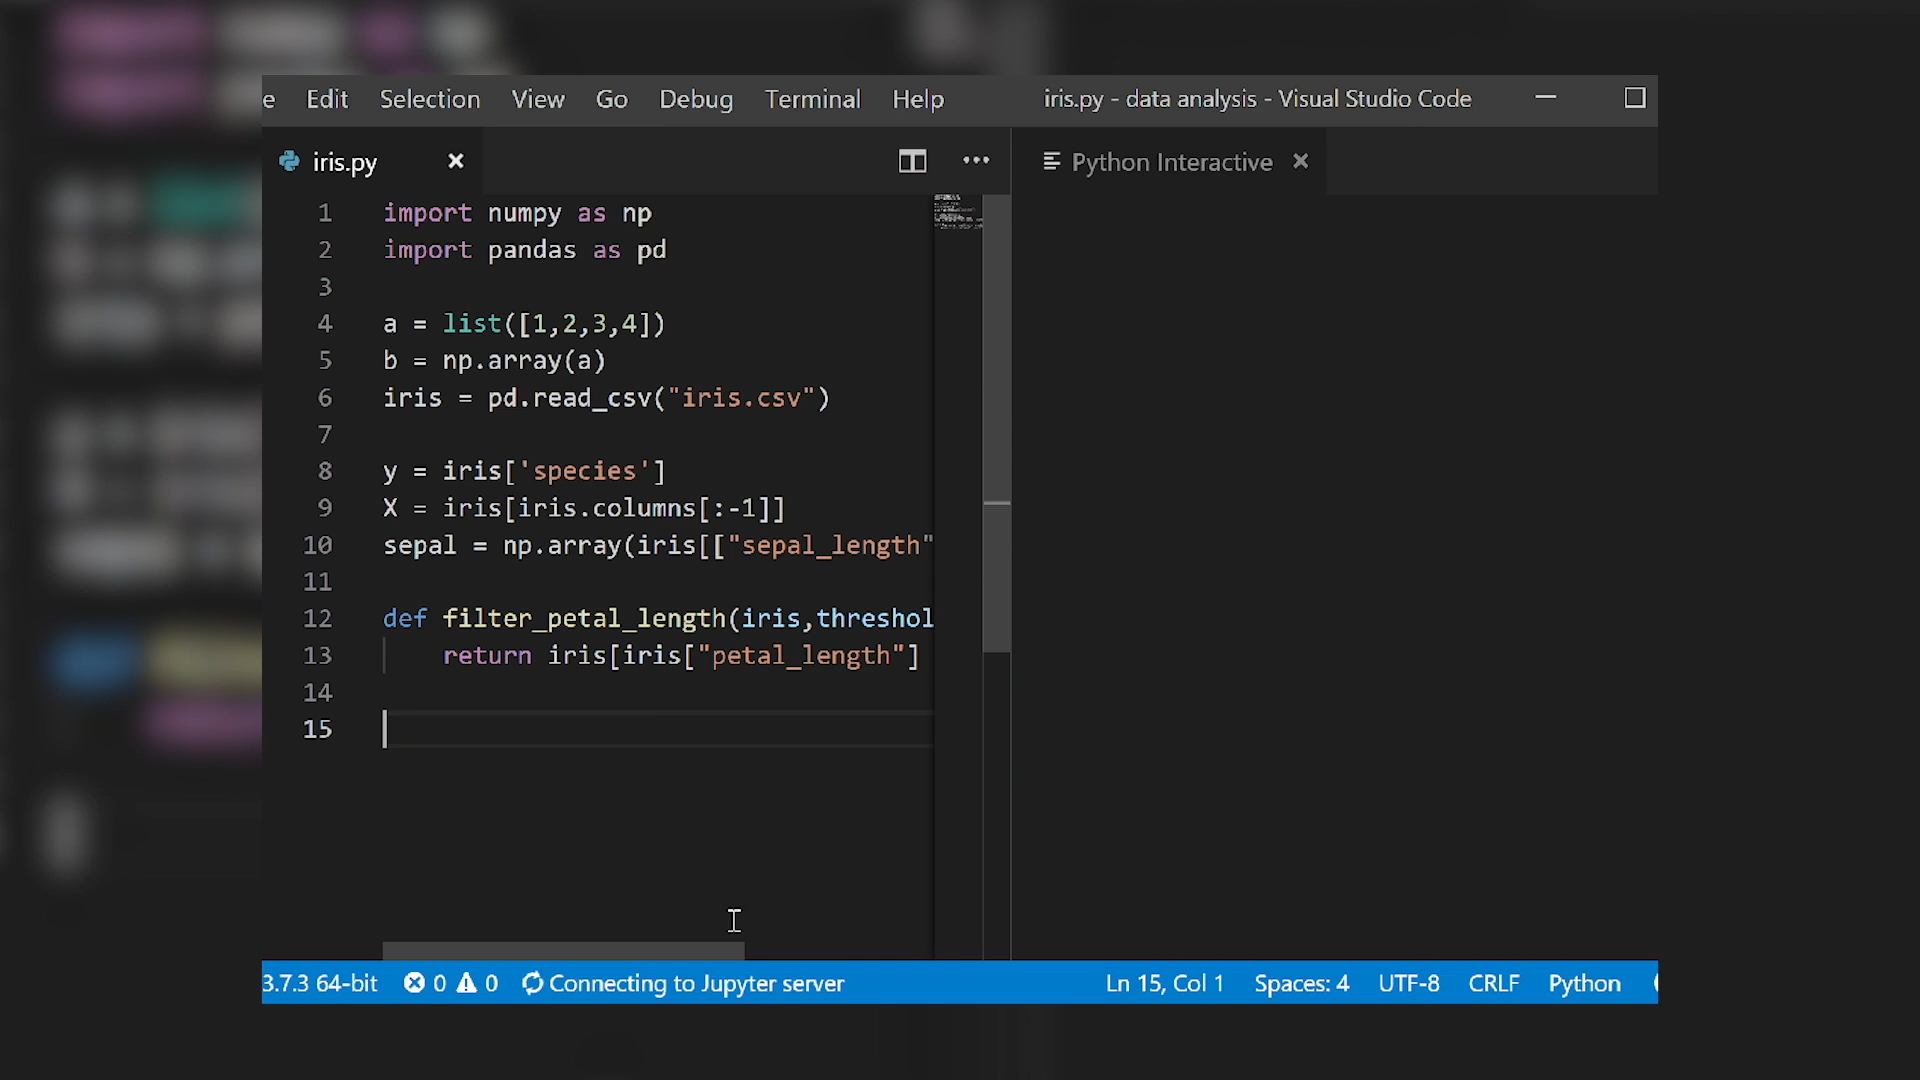 e Edit Selection View Go Debug Terminal Help iris.py - data analysis - Visual Studio Code
iris.py Python Interactive
1 import numpy as np
2 import pandas as pd
3
4 a = list([1,2,3,4])
5 b = np.array(a)
6 iris = pd.read_csv("iris.csv")
7
8 y = iris['species']
9 X = iris[iris.columns[:-1]]
10 sepal = np.array(iris[["sepal_length"
11
12 def filter_petal_length(iris,threshol
13 return iris[iris["petal_length"]
14
15
3.7.3 64-bit 0 0 Connecting to Jupyter server Ln 15, Col 1 Spaces: 4 UTF-8 CRLF Python